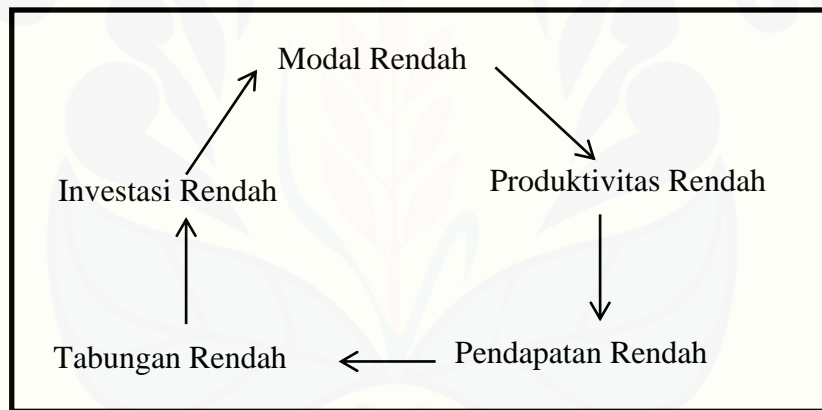 Modal Rendah
Investasi Rendah
Produktivitas Rendah
Tabungan Rendah
Pendapatan Rendah